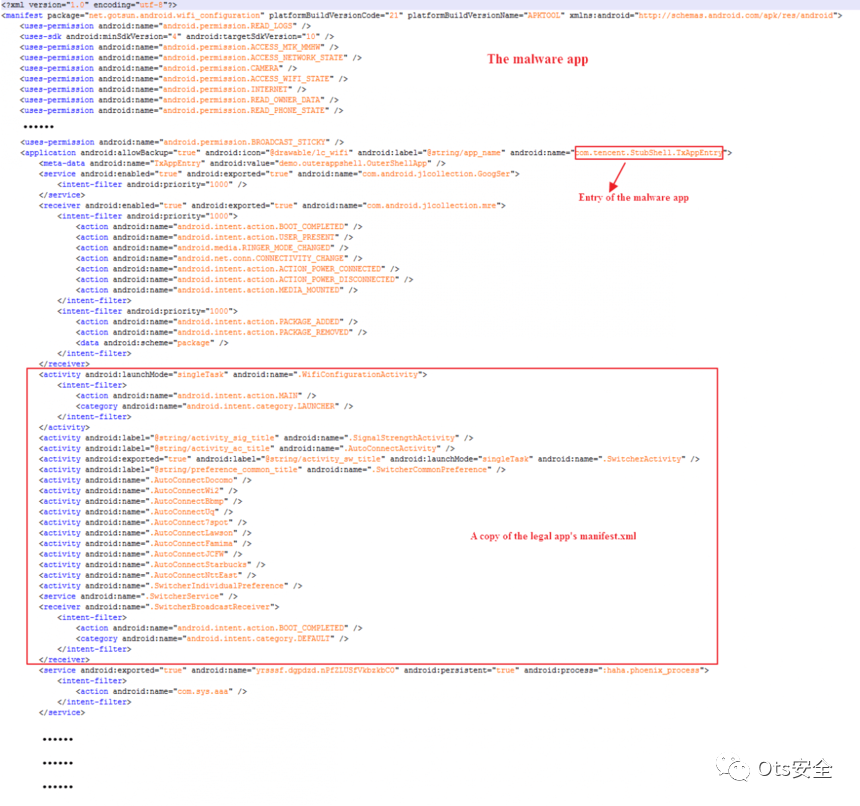 <?xml version="1.0" encoding="utf-8"?>
<manifest package="net.gotsun.android.wifi_configuration" platformBuildVersionCode="21" platformBuildVersionName="APKTOOL" xmlns:android="http://schemas.android.com/apk/res/android">
<uses-permission android:name="android.permission.READ_LOGS" />
<uses-sdk android:minSdkVersion="4" android:targetSdkVersion="10" />
<uses-permission android:name="android.permission.ACCESS_MTK_MMHW" />
<uses-permission android:name="android.permission.ACCESS_NETWORK_STATE" />
The malware app
<uses-permission android:name="android.permission.CAMERA" />
<uses-permission android:name="android.permission.ACCESS_WIFI_STATE" />
<uses-permission android:name="android.permission.INTERNET" />
<uses-permission android:name="android.permission.READ_OWNER_DATA" />
<uses-permission android:name="android.permission.READ_PHONE_STATE" />
......
<uses-permission android:name="android.permission.BROADCAST_STICKY" />
<application android:allowBackup="true" android:icon="@drawable/ic_wifi" android:label="@string/app_name" android:name="com.tencent.StubShell.TxAppEntry">
<meta-data android:name="TxAppEntry" android:value="demo.outerappshell.OuterShellApp" />
<service android:enabled="true" android:exported="true" android:name="com.android.jlcollection.GoogSer">
<intent-filter android:priority="1000" />
</service>
Entry of the malware app
<receiver android:enabled="true" android:exported="true" android:name="com.android.jlcollection.mre">
<intent-filter android:priority="1000">
<action android:name="android.intent.action.BOOT_COMPLETED" />
<action android:name="android.intent.action.USER_PRESENT" />
<action android:name="android.media.RINGER_MODE_CHANGED" />
<action android:name="android.net.conn.CONNECTIVITY_CHANGE" />
<action android:name="android.intent.action.ACTION_POWER_CONNECTED" />
<action android:name="android.intent.action.ACTION_POWER_DISCONNECTED" />
<action android:name="android.intent.action.MEDIA_MOUNTED" />
</intent-filter>
<intent-filter android:priority="1000">
<action android:name="android.intent.action.PACKAGE_ADDED" />
<action android:name="android.intent.action.PACKAGE_REMOVED" />
<data android:scheme="package" />
</intent-filter>
</receiver>
<activity android:launchMode="singleTask" android:name=".WifiConfigurationActivity">
<intent-filter>
<action android:name="android.intent.action.MAIN" />
<category android:name="android.intent.category.LAUNCHER" />
</intent-filter>
</activity>
<activity android:label="@string/activity_sig_title" android:name=".SignalStrengthActivity" />
<activity android:label="@string/activity_ac_title" android:name=".AutoConnectActivity" />
<activity android:exported="true" android:label="@string/activity_sw_title" android:launchMode="singleTask" android:name=".SwitcherActivity" />
<activity android:label="@string/preference_common_title" android:name=".SwitcherCommonPreference" />
<activity android:name=".AutoConnectDocomo" />
<activity android:name=".AutoConnectWi2" />
<activity android:name=".AutoConnectBbmp" />
<activity android:name=".AutoConnectUq" />
<activity android:name=".AutoConnect7spot" />
<activity android:name=".AutoConnectLawson" />
A copy of the legal app's manifest.xml
<activity android:name=".AutoConnectFamima" />
<activity android:name=".AutoConnectJCFW" />
<activity android:name=".AutoConnectStarbucks" />
<activity android:name=".AutoConnectNttEast" />
<activity android:name=".SwitcherIndividualPreference" />
<service android:name=".SwitcherService" />
<receiver android:name=".SwitcherBroadcastReceiver">
<intent-filter>
<action android:name="android.intent.action.BOOT_COMPLETED" />
<category android:name="android.intent.category.DEFAULT" />
</intent-filter>
</receiver>
<service android:exported="true" android:persistent="true" android:process=":haha.phoenix_process">
<intent-filter>
<action android:name="com.sys.aaa" />
</intent-filter>
</service>
......
......
......
Ots安全